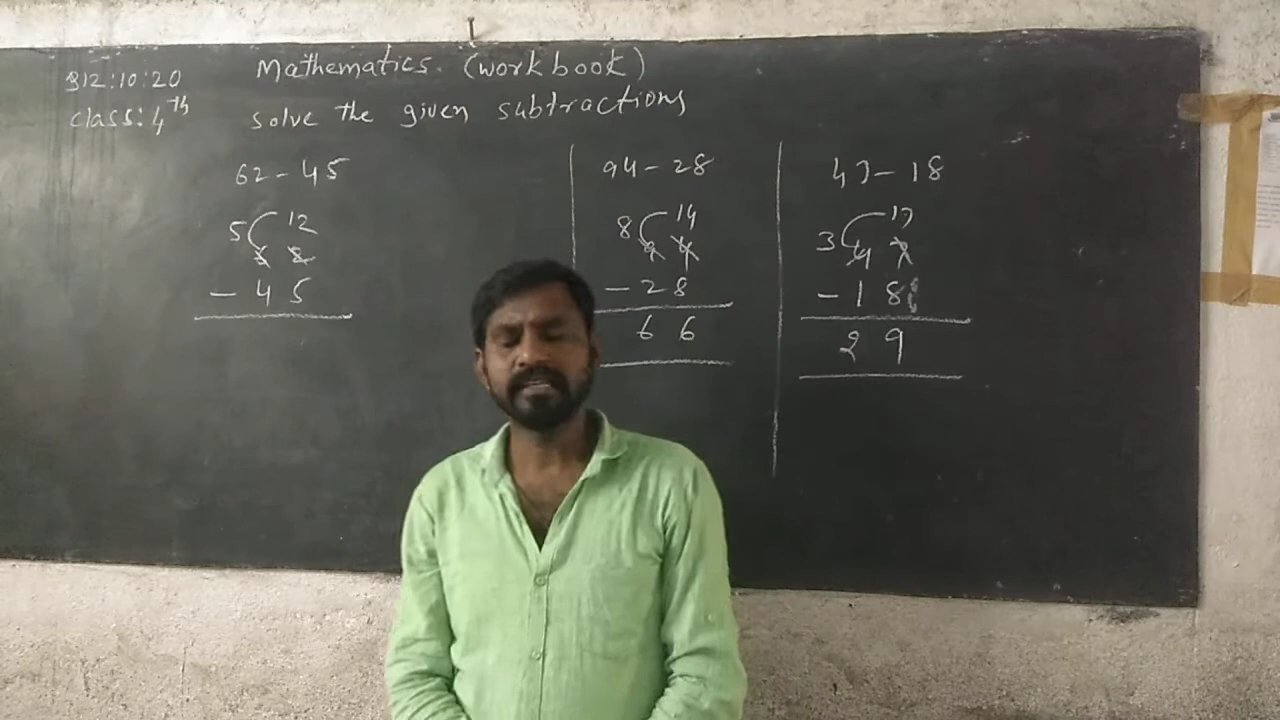 312:10:20
Mathematics. (workbook)
class: 4th
solve the given subtractions
62 - 45
5 12
6 2
- 4 5
94 - 28
8 14
9 4
- 2 8
6 6
47 - 18
3 17
4 7
- 1 8
2 9